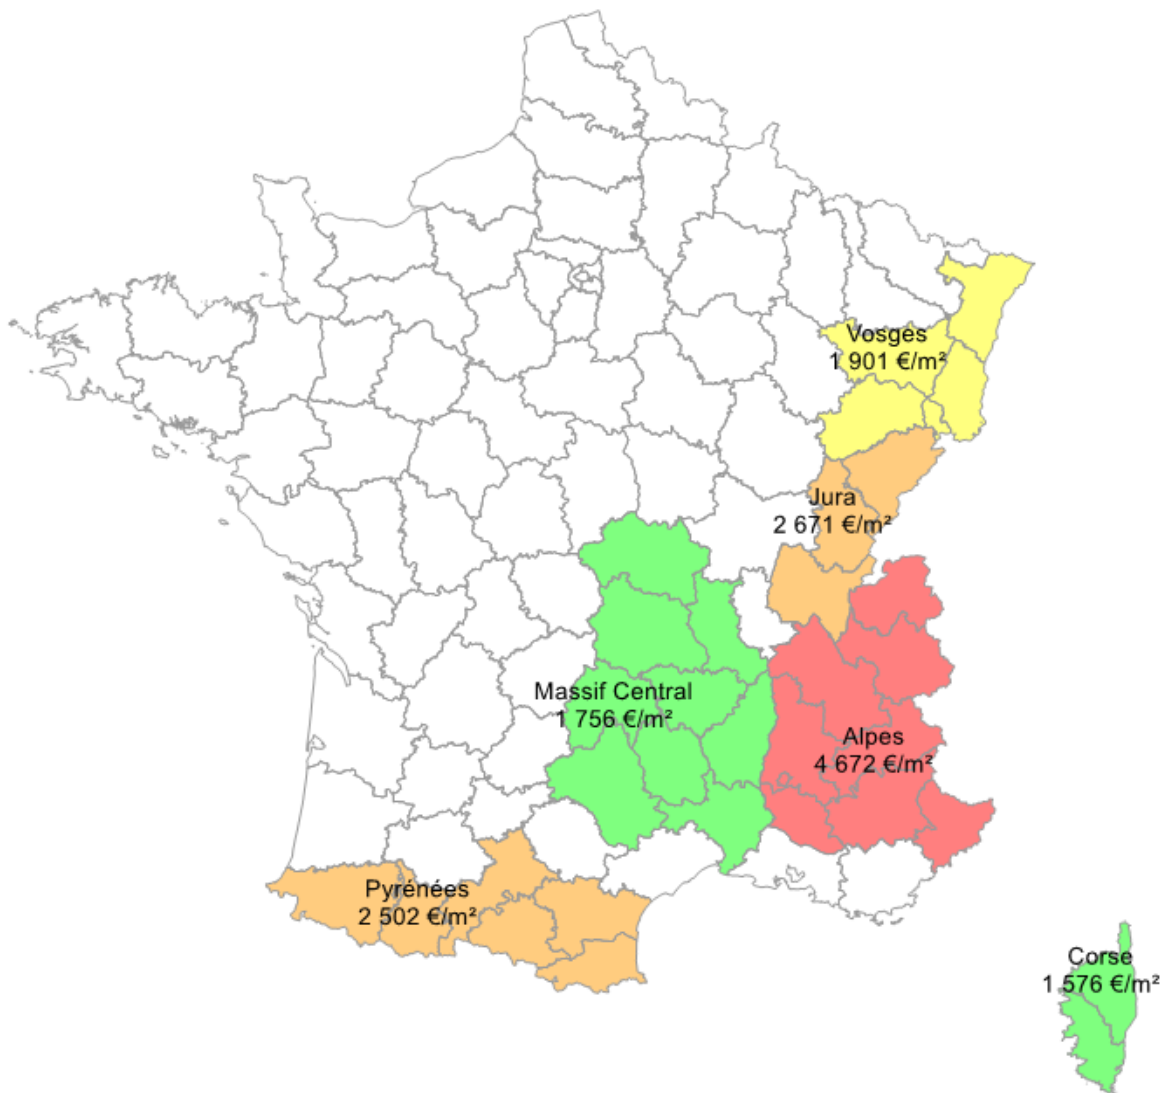 Vosges
1 901 €/m²
Jura
2 671 €/m²
Massif Central
1 756 €/m²
Alpes
4 672 €/m²
Pyrénées
2 502 €/m²
Corse
1 576 €/m²